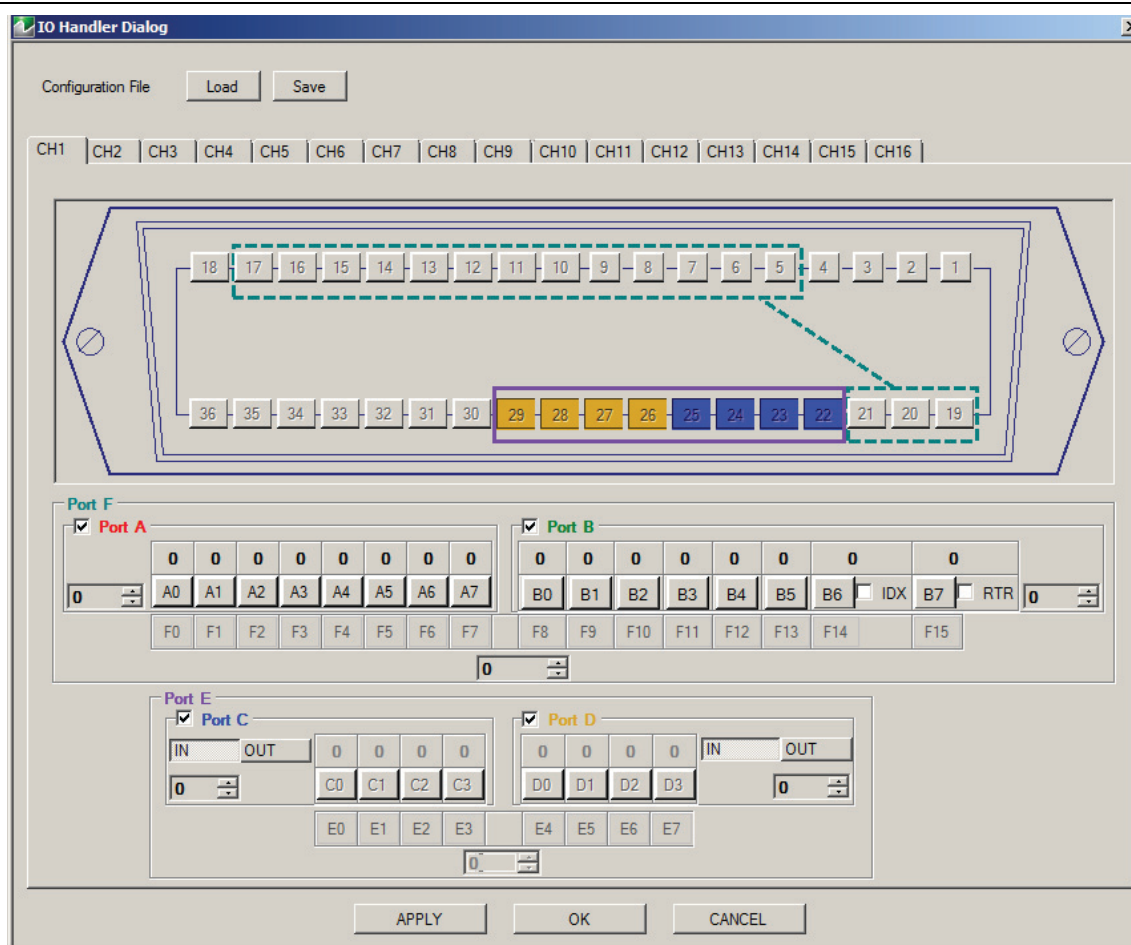 IO Handler Dialog
Configuration File Load Save
CH1 CH2 CH3 CH4 CH5 CH6 CH7 CH8 CH9 CH10 CH11 CH12 CH13 CH14 CH15 CH16
18 17 16 15 14 13 12 11 10 9 8 7 6 5 4 3 2 1
36 35 34 33 32 31 30 29 28 27 26 25 24 23 22 21 20 19
Port F
Port A Port B
0 0 0 0 0 0 0 0 0 0 0 0 0 0 0 0
0 A0 A1 A2 A3 A4 A5 A6 A7 B0 B1 B2 B3 B4 B5 B6 IDX B7 RTR 0
F0 F1 F2 F3 F4 F5 F6 F7 F8 F9 F10 F11 F12 F13 F14 F15
0
Port E
Port C Port D
IN OUT 0 0 0 0 0 0 0 0 IN OUT
0 C0 C1 C2 C3 D0 D1 D2 D3 0
E0 E1 E2 E3 E4 E5 E6 E7
0
APPLY OK CANCEL